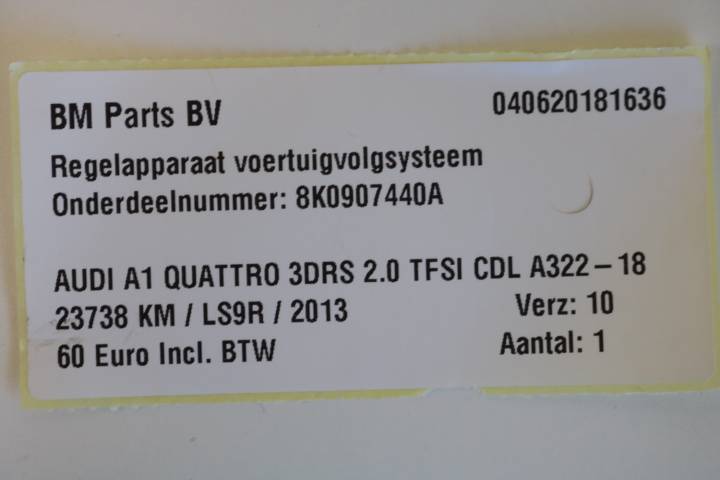 BM Parts BV 040620181636
Regelapparaat voertuigvolgsysteem
Onderdeelnummer: 8K0907440A
AUDI A1 QUATTRO 3DRS 2.0 TFSI CDL A322-18
23738 KM / LS9R / 2013 Verz: 10
60 Euro Incl. BTW Aantal: 1